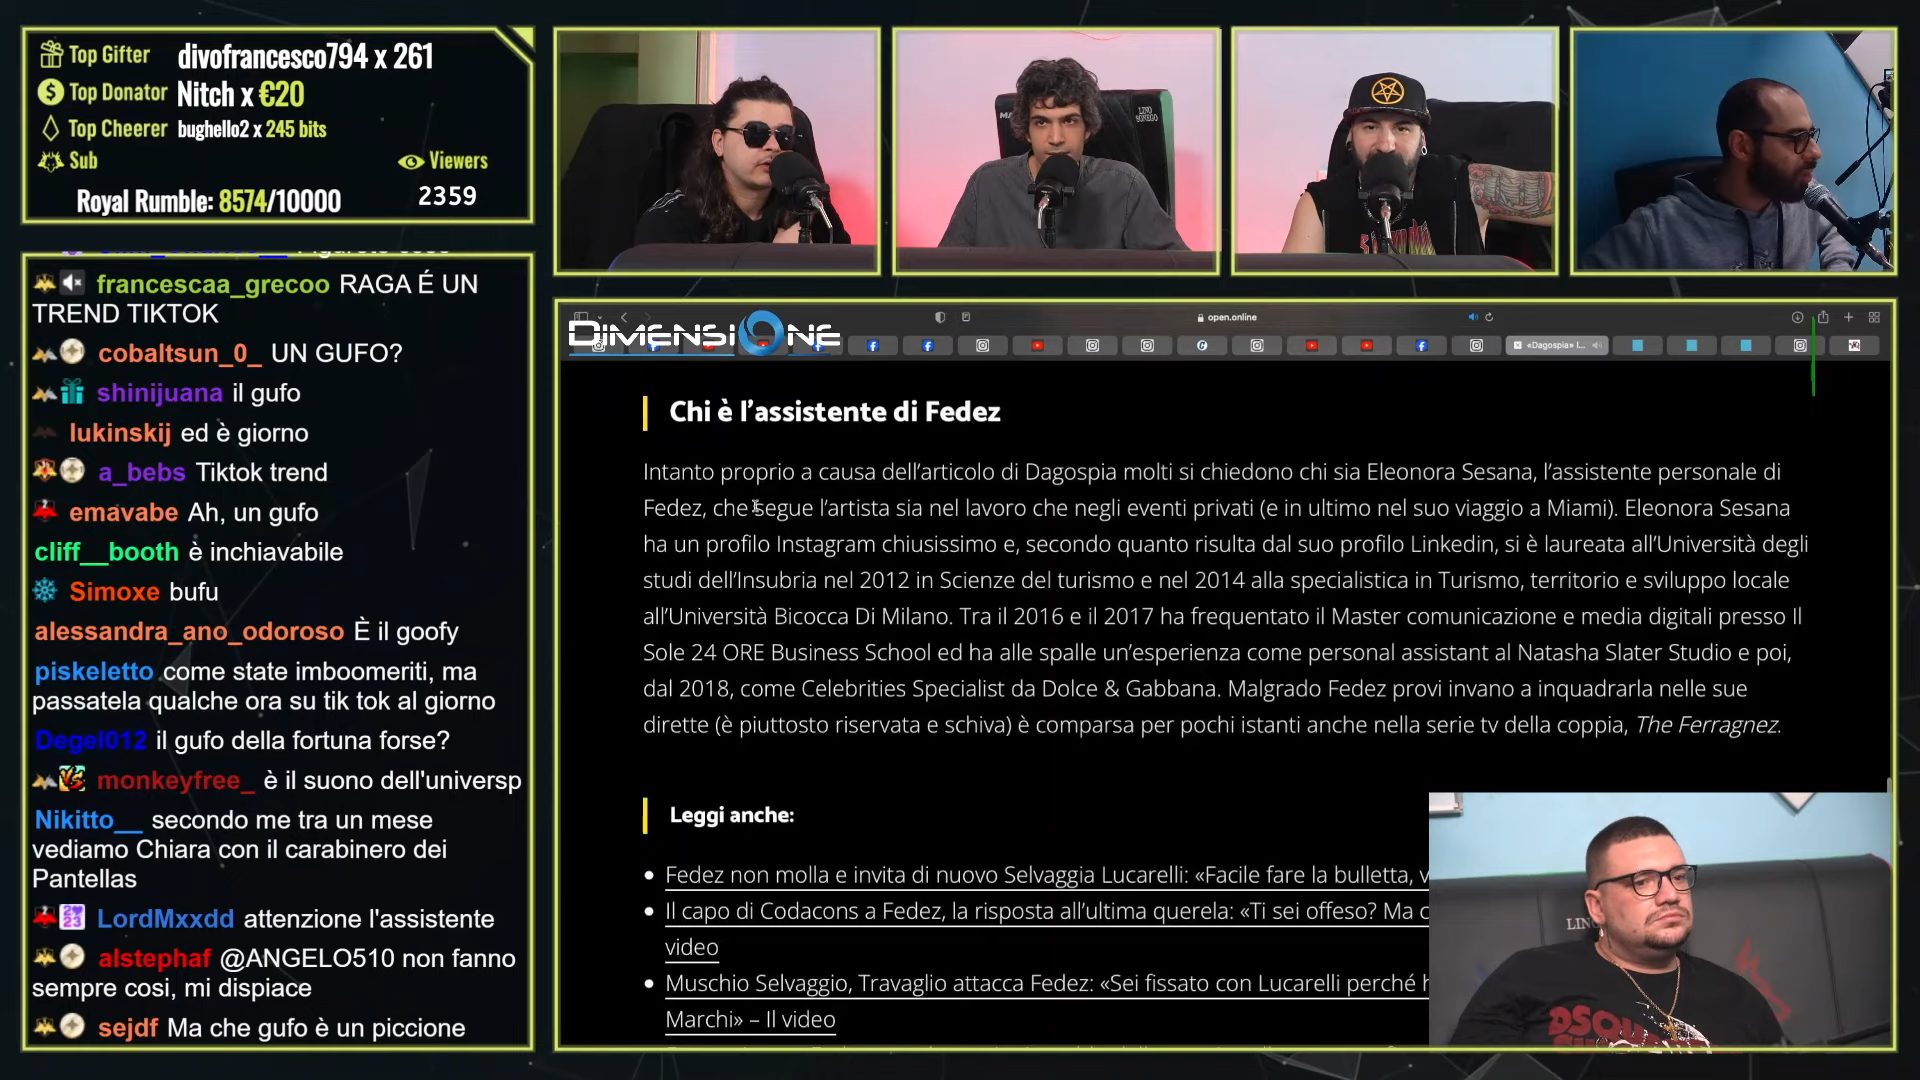 Top Gifter divofrancesco794 x 261
Top Donator Nitch x €20
Top Cheerer bughello2 x 245 bits
Sub
Viewers
Royal Rumble: 8574/10000
2359
francescaa_grecoo RAGA É UN
TREND TIKTOK
cobaltsun_0_ UN GUFO?
shinijuana il gufo
lukinskij ed è giorno
a_bebs Tiktok trend
emavabe Ah, un gufo
cliff__booth è inchiavabile
Simoxe bufu
alessandra_ano_odoroso È il goofy
piskeletto come state imboomeriti, ma
passatela qualche ora su tik tok al giorno
Degel012 il gufo della fortuna forse?
monkeyfree_ è il suono dell'universp
Nikitto__ secondo me tra un mese
vediamo Chiara con il carabinero dei
Pantellas
LordMxxdd attenzione l'assistente
alstephaf @ANGELO510 non fanno
sempre cosi, mi dispiace
sejdf Ma che gufo è un piccione
LINQ
SONEGO
open.online
DIMENSIONE
«Dagospia» I...
Chi è l'assistente di Fedez
Intanto proprio a causa dell'articolo di Dagospia molti si chiedono chi sia Eleonora Sesana, l'assistente personale di
Fedez, che segue l'artista sia nel lavoro che negli eventi privati (e in ultimo nel suo viaggio a Miami). Eleonora Sesana
ha un profilo Instagram chiusissimo e, secondo quanto risulta dal suo profilo Linkedin, si è laureata all'Università degli
studi dell'Insubria nel 2012 in Scienze del turismo e nel 2014 alla specialistica in Turismo, territorio e sviluppo locale
all'Università Bicocca Di Milano. Tra il 2016 e il 2017 ha frequentato il Master comunicazione e media digitali presso Il
Sole 24 ORE Business School ed ha alle spalle un'esperienza come personal assistant al Natasha Slater Studio e poi,
dal 2018, come Celebrities Specialist da Dolce & Gabbana. Malgrado Fedez provi invano a inquadrarla nelle sue
dirette (è piuttosto riservata e schiva) è comparsa per pochi istanti anche nella serie tv della coppia, The Ferragnez.
Leggi anche:
Fedez non molla e invita di nuovo Selvaggia Lucarelli: «Facile fare la bulletta, v
Il capo di Codacons a Fedez, la risposta all'ultima querela: «Ti sei offeso? Ma c
video
Muschio Selvaggio, Travaglio attacca Fedez: «Sei fissato con Lucarelli perché h
Marchi» – Il video